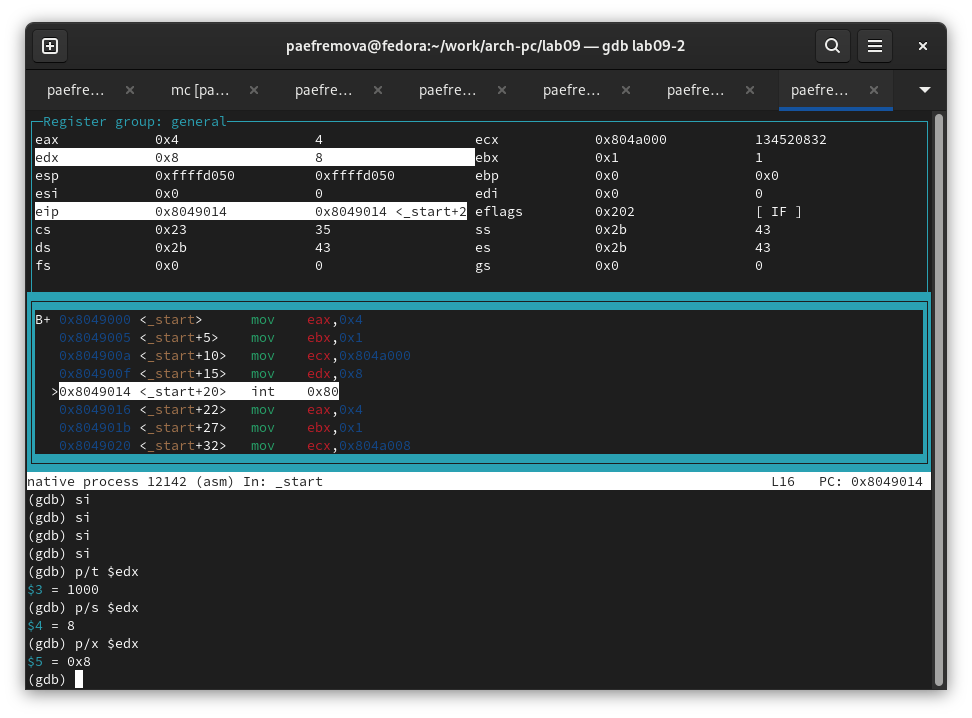 paefremova@fedora:~/work/arch-pc/lab09 — gdb lab09-2
paefre… × mc [pa… × paefre… × paefre… × paefre… × paefre… × paefre… ×
Register group: general
eax 0x4 4 ecx 0x804a000 134520832
edx 0x8 8 ebx 0x1 1
esp 0xffffd050 0xffffd050 ebp 0x0 0x0
esi 0x0 0 edi 0x0 0
eip 0x8049014 0x8049014 <_start+2 eflags 0x202 [ IF ]
cs 0x23 35 ss 0x2b 43
ds 0x2b 43 es 0x2b 43
fs 0x0 0 gs 0x0 0
B+ 0x8049000 <_start> mov eax,0x4
0x8049005 <_start+5> mov ebx,0x1
0x804900a <_start+10> mov ecx,0x804a000
0x804900f <_start+15> mov edx,0x8
>0x8049014 <_start+20> int 0x80
0x8049016 <_start+22> mov eax,0x4
0x804901b <_start+27> mov ebx,0x1
0x8049020 <_start+32> mov ecx,0x804a008
native process 12142 (asm) In: _start L16 PC: 0x8049014
(gdb) si
(gdb) si
(gdb) si
(gdb) si
(gdb) p/t $edx
$3 = 1000
(gdb) p/s $edx
$4 = 8
(gdb) p/x $edx
$5 = 0x8
(gdb)